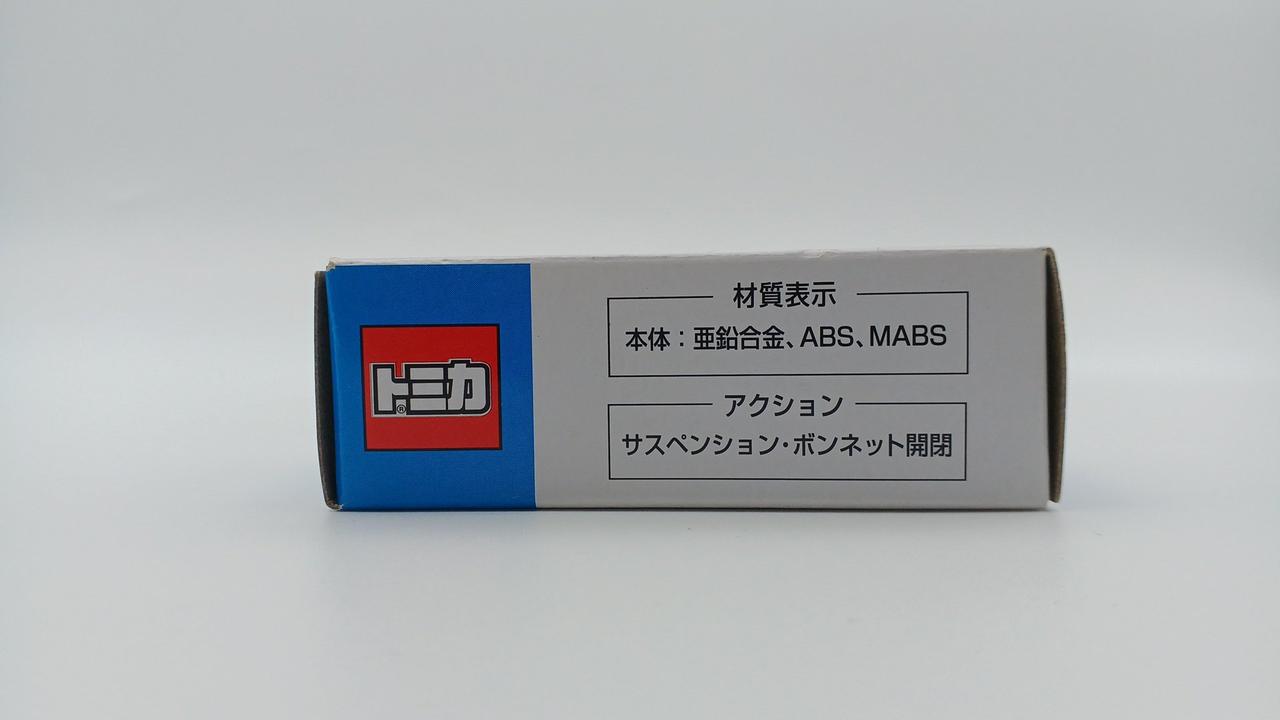 トミカ®
材質表示
本体：亜鉛合金、ABS、MABS
アクション
サスペンション・ボンネット開閉